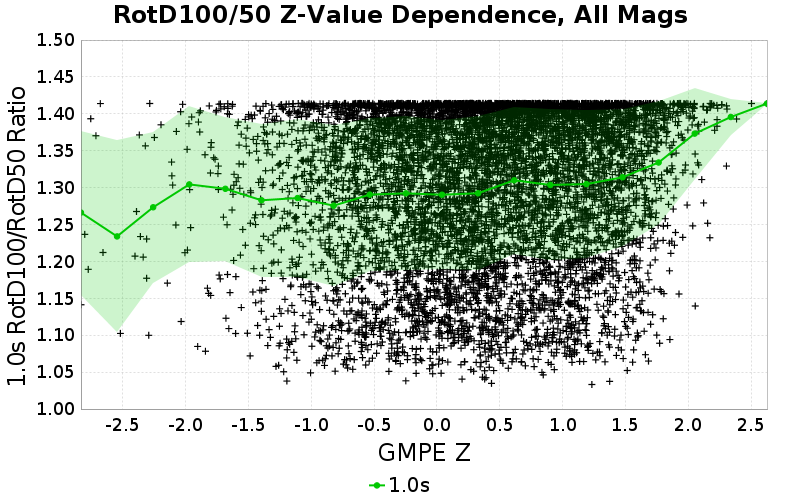 RotD100/50 Z-Value Dependence, All Mags
1.50
1.45
1.40
1.35
1.30
1.25
1.20
1.15
1.10
1.05
1.00
1.0s RotD100/RotD50 Ratio
-2.5 -2.0 -1.5 -1.0 -0.5 0.0 0.5 1.0 1.5 2.0 2.5
GMPE Z
1.0s